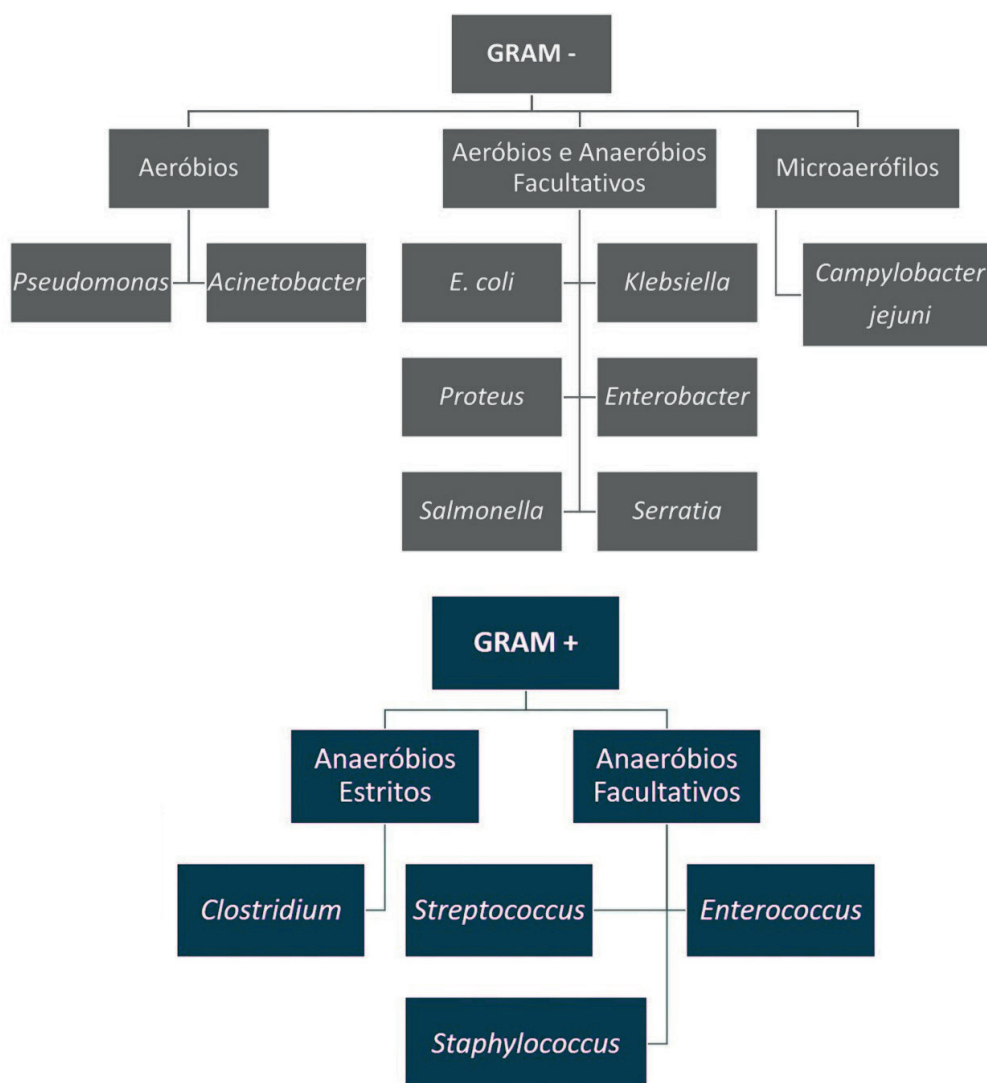 GRAM -
Aeróbios
Aeróbios e Anaeróbios
Facultativos
Microaerófilos
Pseudomonas
Acinetobacter
E. coli
Klebsiella
Campylobacter
jejuni
Proteus
Enterobacter
Salmonella
Serratia
GRAM +
Anaeróbios
Estritos
Anaeróbios
Facultativos
Clostridium
Streptococcus
Enterococcus
Staphylococcus